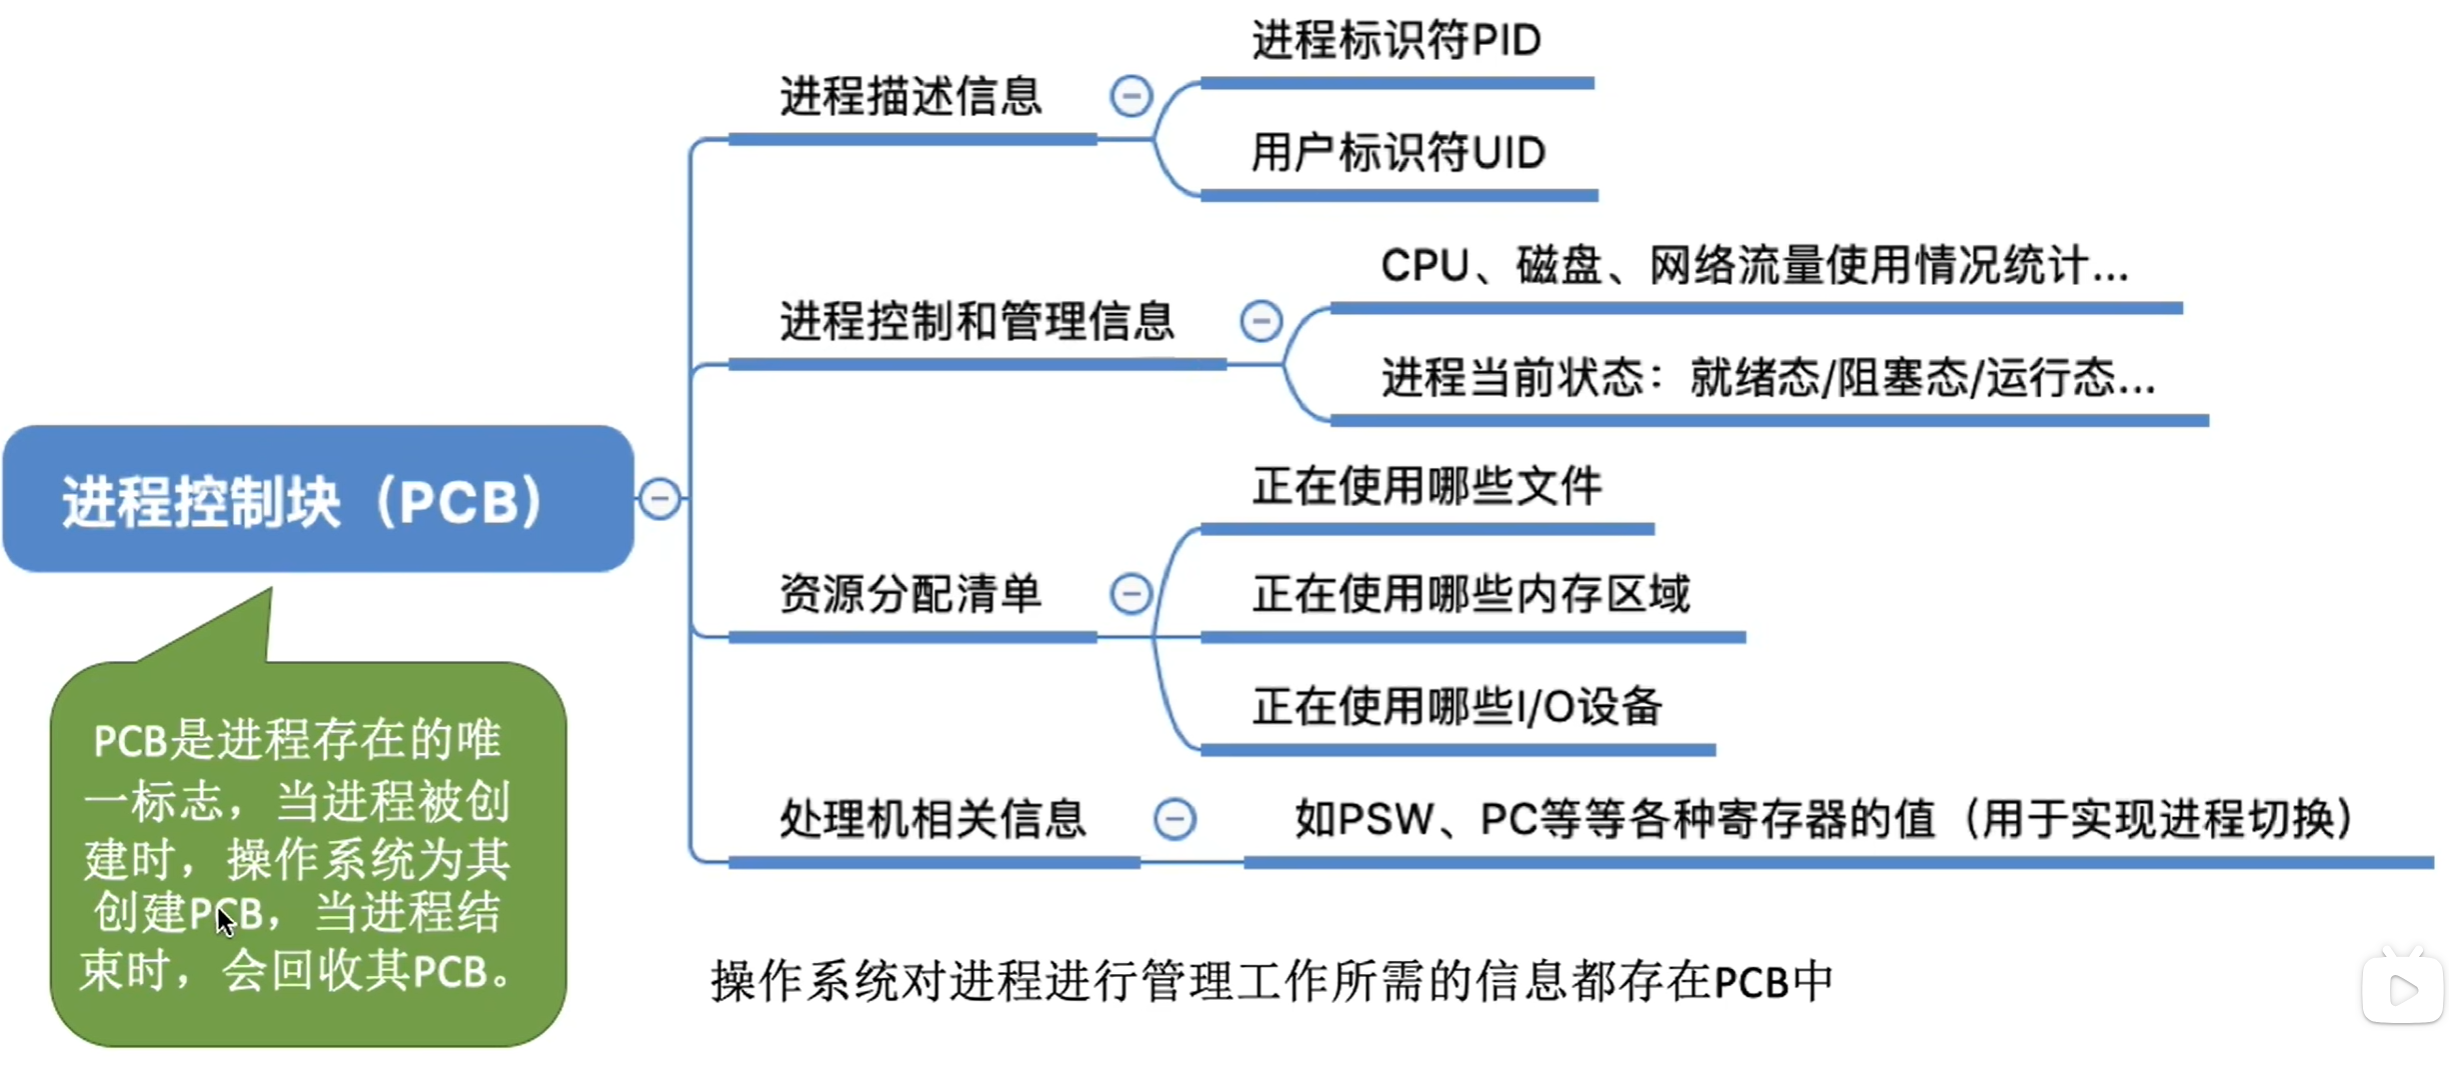 进程标识符PID
进程描述信息
用户标识符UID
CPU、磁盘、网络流量使用情况统计...
进程控制和管理信息
进程当前状态：就绪态/阻塞态/运行态...
进程控制块（PCB）
正在使用哪些文件
资源分配清单
正在使用哪些内存区域
正在使用哪些I/O设备
处理机相关信息
如PSW、PC等等各种寄存器的值（用于实现进程切换）
PCB是进程存在的唯
一标志，当进程被创
建时，操作系统为其
创建PCB，当进程结
束时，会回收其PCB。
操作系统对进程进行管理工作所需的信息都存在PCB中